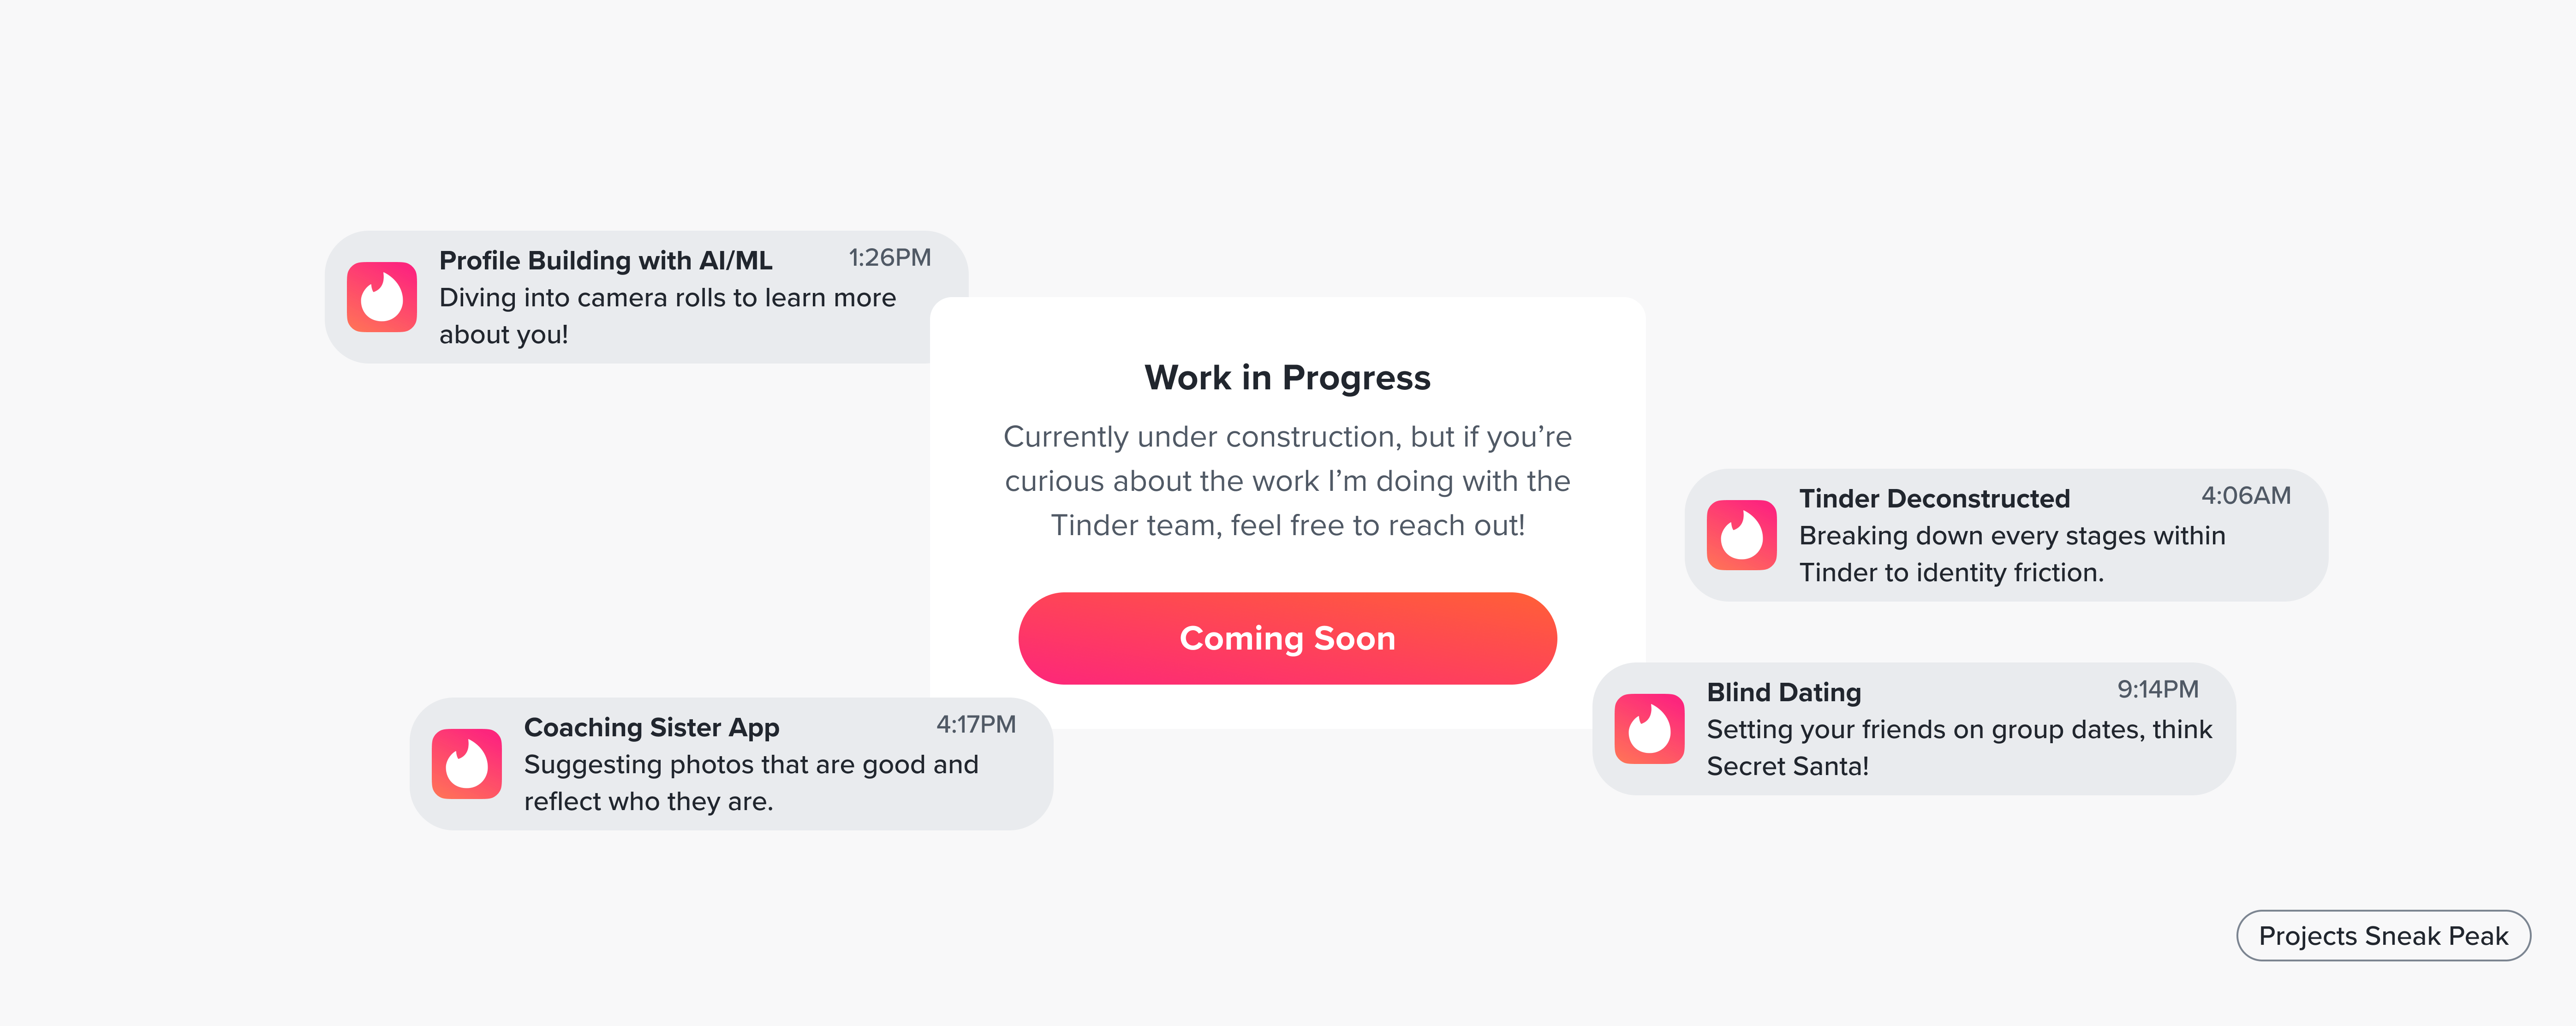 Profile Building with AI/ML 1:26PM
Diving into camera rolls to learn more
about you!
Work in Progress
Currently under construction, but if you’re
curious about the work I’m doing with the
Tinder team, feel free to reach out!
Coming Soon
Tinder Deconstructed 4:06AM
Breaking down every stages within
Tinder to identity friction.
Coaching Sister App 4:17PM
Suggesting photos that are good and
reflect who they are.
Blind Dating 9:14PM
Setting your friends on group dates, think
Secret Santa!
Projects Sneak Peak